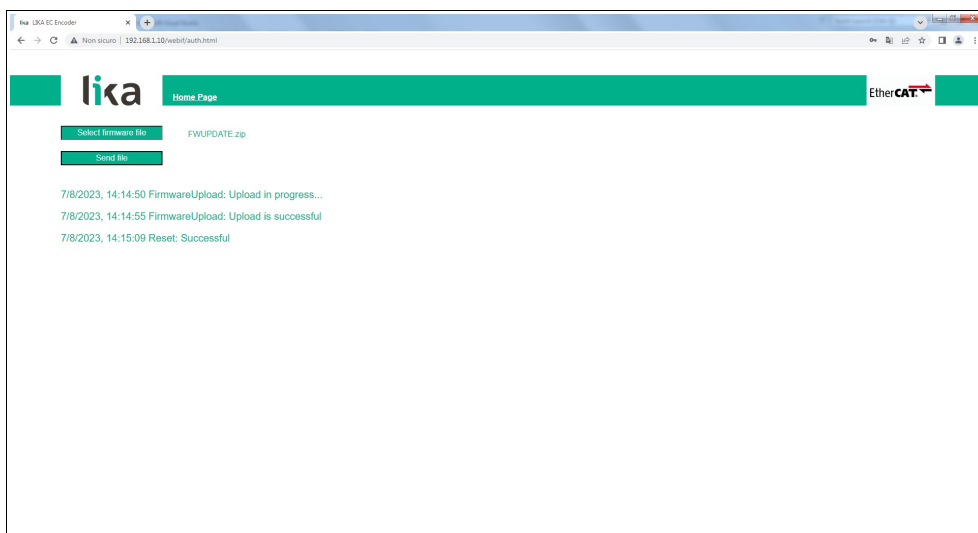 lika LIKA EC Encoder
Non sicuro | 192.168.1.10/webif/auth.html
lika
Home Page
EtherCAT
Select firmware file
FWUPDATE.zip
Send file
7/8/2023, 14:14:50 FirmwareUpload: Upload in progress...
7/8/2023, 14:14:55 FirmwareUpload: Upload is successful
7/8/2023, 14:15:09 Reset: Successful